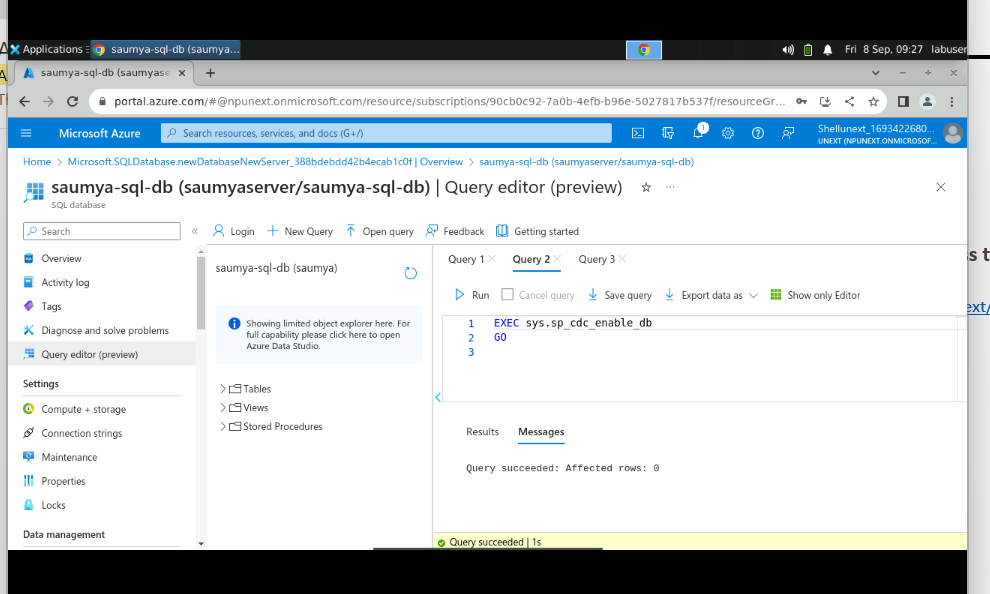 Applications
saumya-sql-db (saumya...
Fri 8 Sep, 09:27 labuser
saumya-sql-db (saumyase
portal.azure.com/#@npunext.onmicrosoft.com/resource/subscriptions/90cb0c92-7a0b-4efb-b96e-5027817b537f/resourceGr...
Microsoft Azure
Search resources, services, and docs (G+/)
1
Shellunext_1693422680...
UNEXT (NPUNEXT.ONMICROSOF...
Home > Microsoft.SQLDatabase.newDatabaseNewServer_388bdebdd42b4ecab1c0f | Overview > saumya-sql-db (saumyaserver/saumya-sql-db)
saumya-sql-db (saumyaserver/saumya-sql-db) | Query editor (preview)
...
SQL database
Search
«
Login
New Query
Open query
Feedback
Getting started
Overview
Activity log
Tags
Diagnose and solve problems
Query editor (preview)
Settings
Compute + storage
Connection strings
Maintenance
Properties
Locks
Data management
saumya-sql-db (saumya)
Showing limited object explorer here. For
full capability please click here to open
Azure Data Studio.
Tables
Views
Stored Procedures
Query 1
Query 2
Query 3
Run
Cancel query
Save query
Export data as
Show only Editor
1 EXEC sys.sp_cdc_enable_db
2 GO
3
Results
Messages
Query succeeded: Affected rows: 0
Query succeeded | 1s
s t
ext/